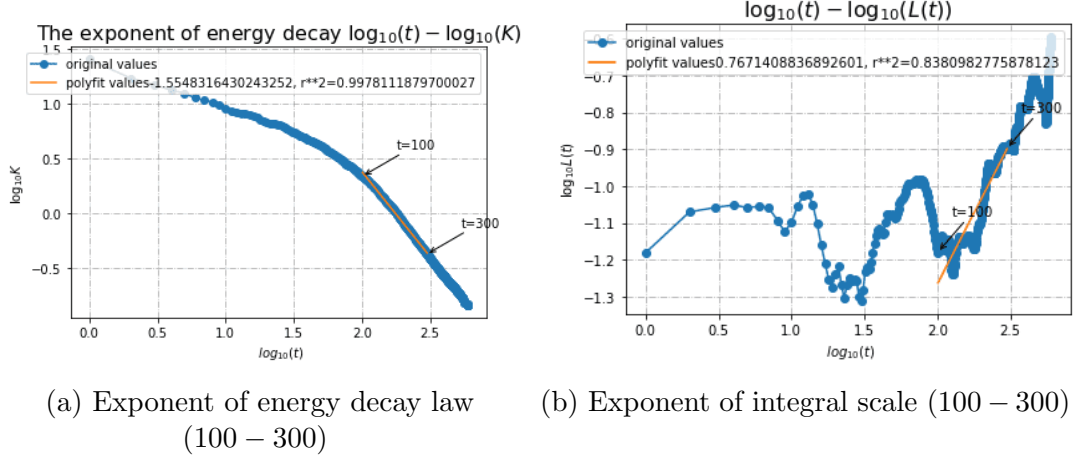 The exponent of energy decay log₁₀(t) − log₁₀(K)
1.5
original values
polyfit values-1.5548316430243252, r**2=0.9978111879700027
1.0
t=100
0.5
log₁₀K
0.0
t=300
−0.5
0.0
0.5
1.0
1.5
2.0
2.5
log₁₀(t)
(a) Exponent of energy decay law
(100 − 300)
log₁₀(t) − log₁₀(L(t))
original values
polyfit values0.7671408836892601, r**2=0.8380982775878123
−0.7
t=300
−0.8
−0.9
−1.0
log₁₀L(t)
t=100
−1.1
−1.2
−1.3
0.0
0.5
1.0
1.5
2.0
2.5
log₁₀(t)
(b) Exponent of integral scale (100 − 300)